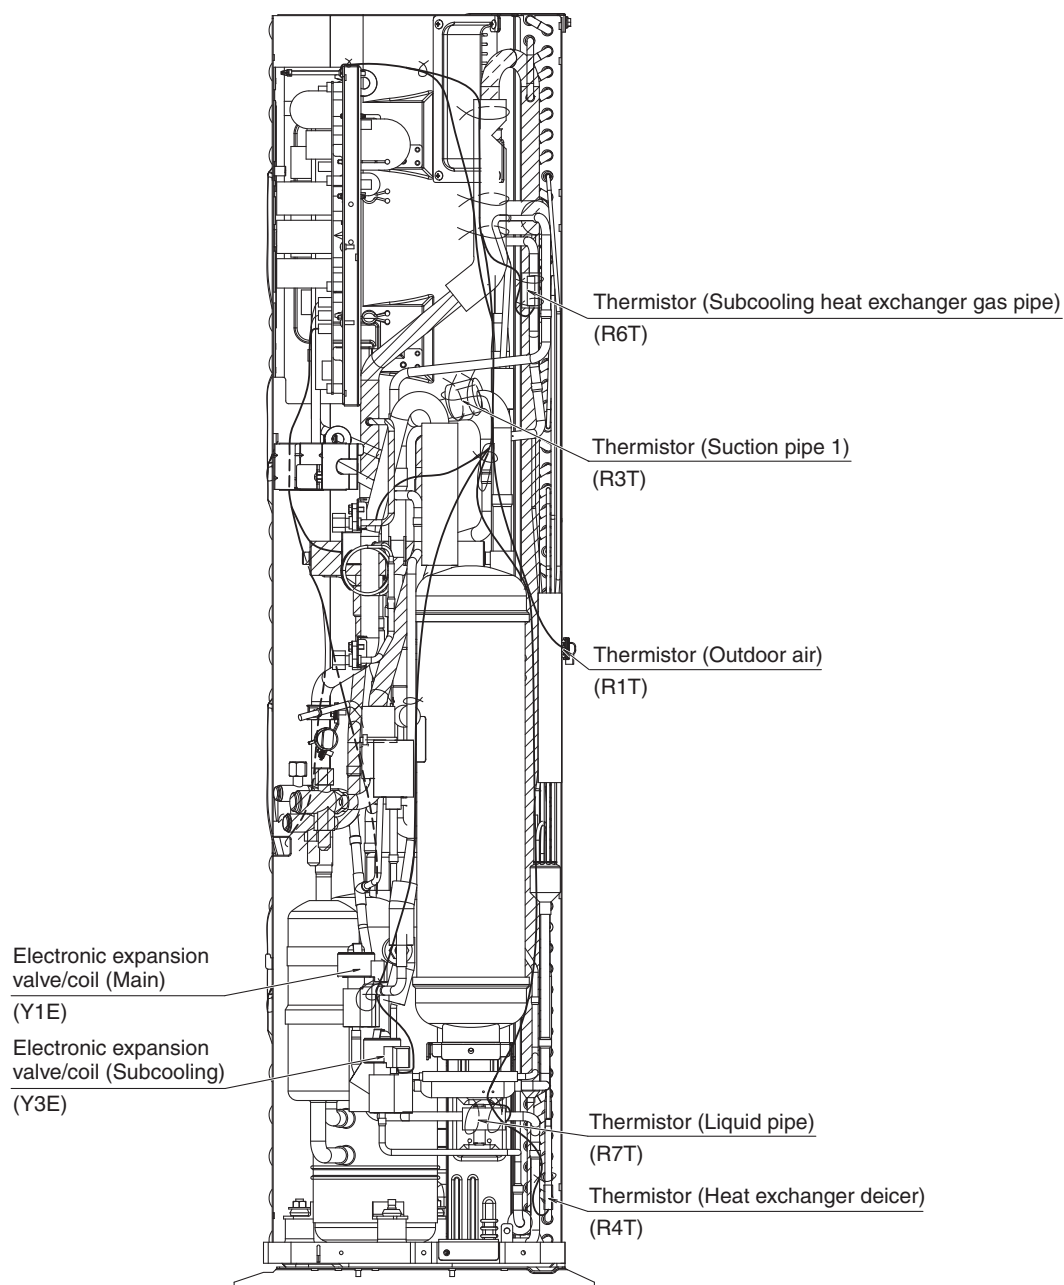 Thermistor (Subcooling heat exchanger gas pipe)
(R6T)
Thermistor (Suction pipe 1)
(R3T)
Thermistor (Outdoor air)
(R1T)
Electronic expansion
valve/coil (Main)
(Y1E)
Electronic expansion
valve/coil (Subcooling)
(Y3E)
Thermistor (Liquid pipe)
(R7T)
Thermistor (Heat exchanger deicer)
(R4T)